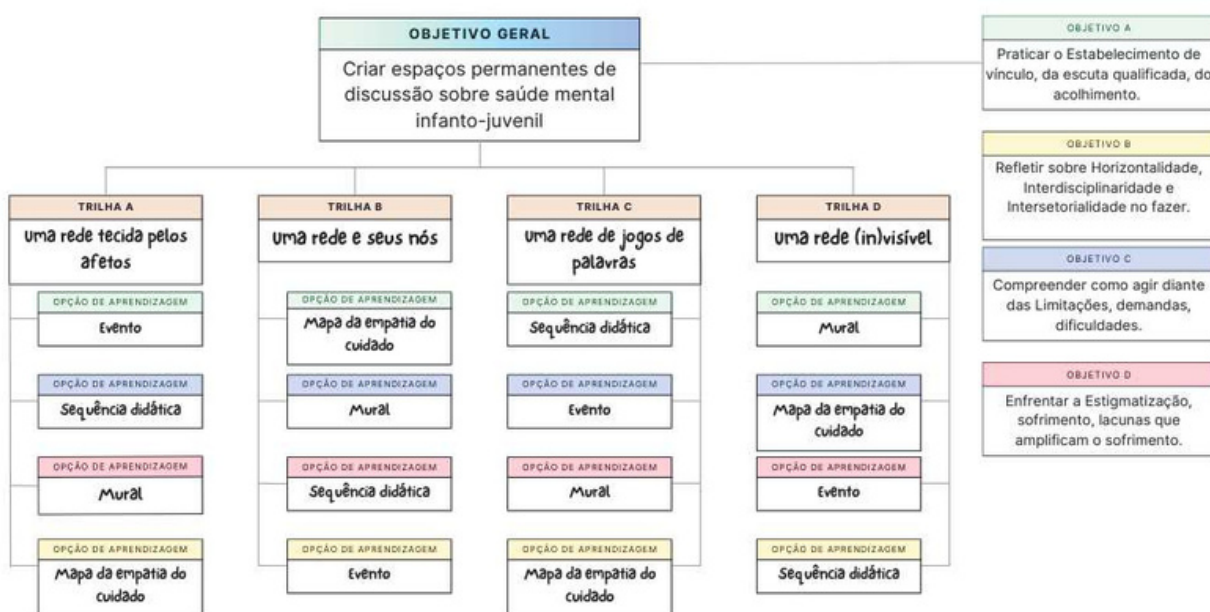 OBJETIVO GERAL
Criar espaços permanentes de
discussão sobre saúde mental
infanto-juvenil
OBJETIVO A
Praticar o Estabelecimento de
vínculo, da escuta qualificada, do
acolhimento.
OBJETIVO B
Refletir sobre Horizontalidade,
Interdisciplinaridade e
Intersetorialidade no fazer.
OBJETIVO C
Compreender como agir diante
das Limitações, demandas,
dificuldades.
OBJETIVO D
Enfrentar a Estigmatização,
sofrimento, lacunas que
amplificam o sofrimento.
TRILHA A
uma rede tecida pelos
afetos
OPÇÃO DE APRENDIZAGEM
Evento
OPÇÃO DE APRENDIZAGEM
Sequência didática
OPÇÃO DE APRENDIZAGEM
Mural
OPÇÃO DE APRENDIZAGEM
Mapa da empatia do
cuidado
TRILHA B
uma rede e seus nós
OPÇÃO DE APRENDIZAGEM
Mapa da empatia do
cuidado
OPÇÃO DE APRENDIZAGEM
Mural
OPÇÃO DE APRENDIZAGEM
Sequência didática
OPÇÃO DE APRENDIZAGEM
Evento
TRILHA C
uma rede de jogos de
palavras
OPÇÃO DE APRENDIZAGEM
Sequência didática
OPÇÃO DE APRENDIZAGEM
Evento
OPÇÃO DE APRENDIZAGEM
Mural
OPÇÃO DE APRENDIZAGEM
Mapa da empatia do
cuidado
TRILHA D
uma rede (in)visível
OPÇÃO DE APRENDIZAGEM
Mural
OPÇÃO DE APRENDIZAGEM
Mapa da empatia do
cuidado
OPÇÃO DE APRENDIZAGEM
Evento
OPÇÃO DE APRENDIZAGEM
Sequência didática